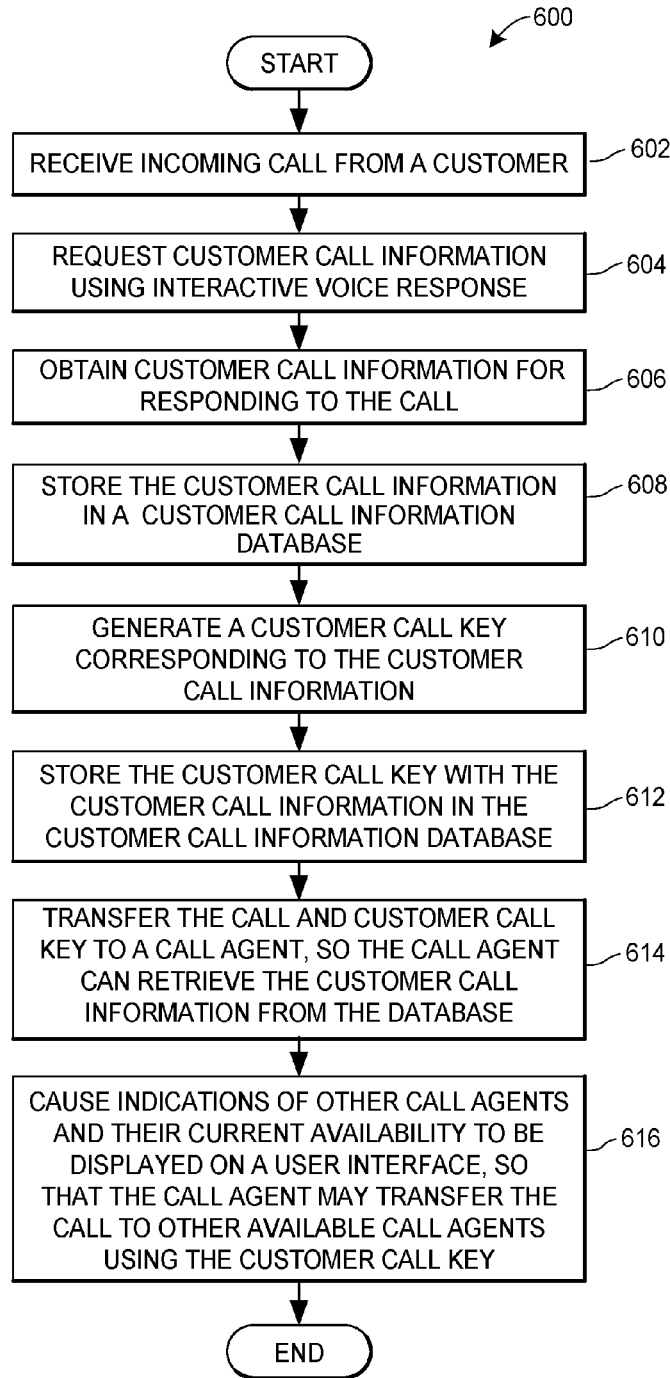 600
START
RECEIVE INCOMING CALL FROM A CUSTOMER
602
REQUEST CUSTOMER CALL INFORMATION
USING INTERACTIVE VOICE RESPONSE
604
OBTAIN CUSTOMER CALL INFORMATION FOR
RESPONDING TO THE CALL
606
STORE THE CUSTOMER CALL INFORMATION
IN A CUSTOMER CALL INFORMATION
DATABASE
608
GENERATE A CUSTOMER CALL KEY
CORRESPONDING TO THE CUSTOMER
CALL INFORMATION
610
STORE THE CUSTOMER CALL KEY WITH THE
CUSTOMER CALL INFORMATION IN THE
CUSTOMER CALL INFORMATION DATABASE
612
TRANSFER THE CALL AND CUSTOMER CALL
KEY TO A CALL AGENT, SO THE CALL AGENT
CAN RETRIEVE THE CUSTOMER CALL
INFORMATION FROM THE DATABASE
614
CAUSE INDICATIONS OF OTHER CALL AGENTS
AND THEIR CURRENT AVAILABILITY TO BE
DISPLAYED ON A USER INTERFACE, SO
THAT THE CALL AGENT MAY TRANSFER THE
CALL TO OTHER AVAILABLE CALL AGENTS
USING THE CUSTOMER CALL KEY
616
END